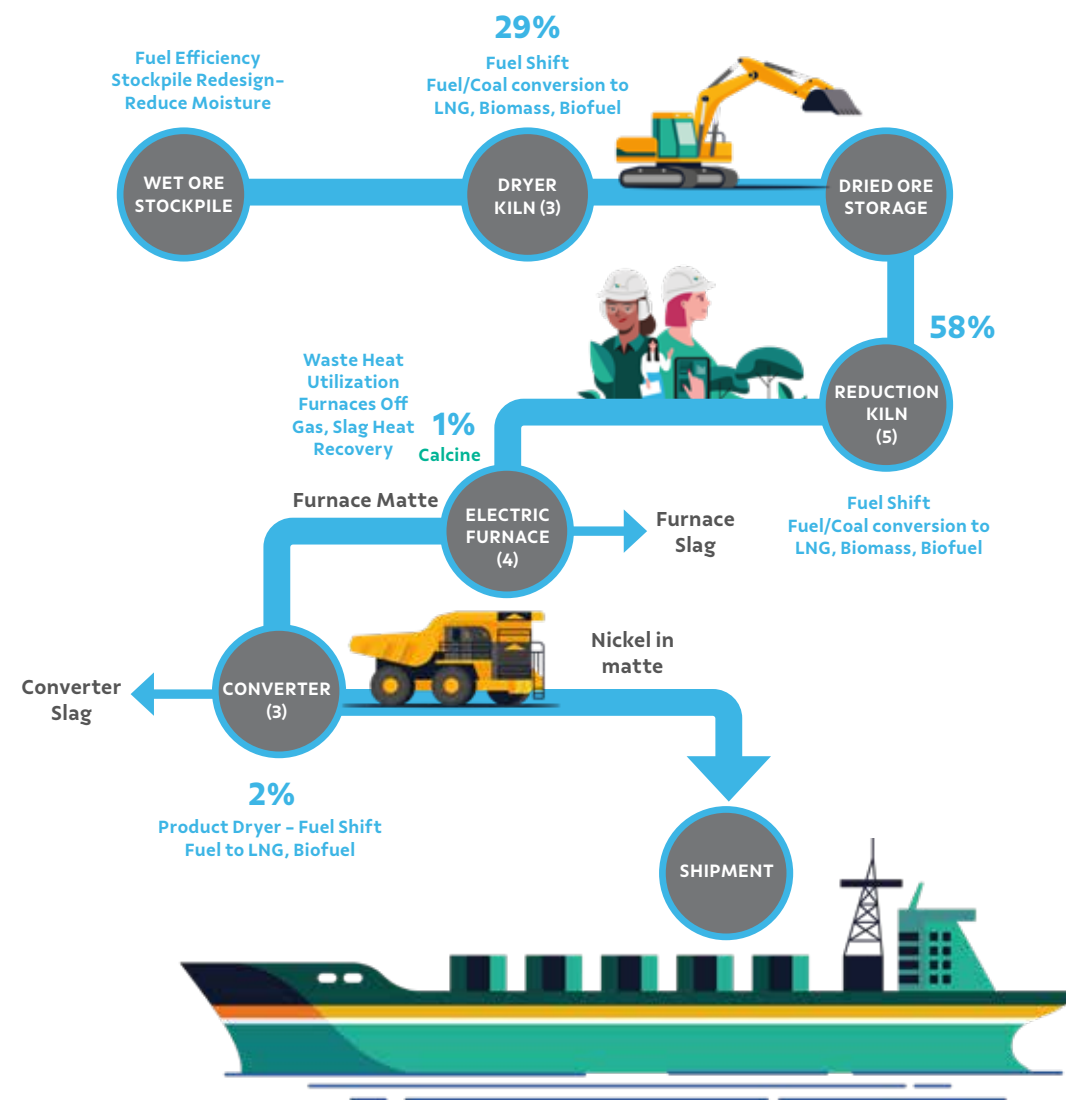 29%
Fuel Efficiency
Stockpile Redesign–
Reduce Moisture
Fuel Shift
Fuel/Coal conversion to
LNG, Biomass, Biofuel
WET ORE
STOCKPILE
DRYER
KILN (3)
DRIED ORE
STORAGE
58%
REDUCTION
KILN
(5)
Fuel Shift
Fuel/Coal conversion to
LNG, Biomass, Biofuel
Waste Heat
Utilization
Furnaces Off
Gas, Slag Heat
Recovery
1%
Calcine
Furnace Matte
ELECTRIC
FURNACE
(4)
Furnace
Slag
Nickel in
matte
Converter
Slag
CONVERTER
(3)
2%
Product Dryer – Fuel Shift
Fuel to LNG, Biofuel
SHIPMENT